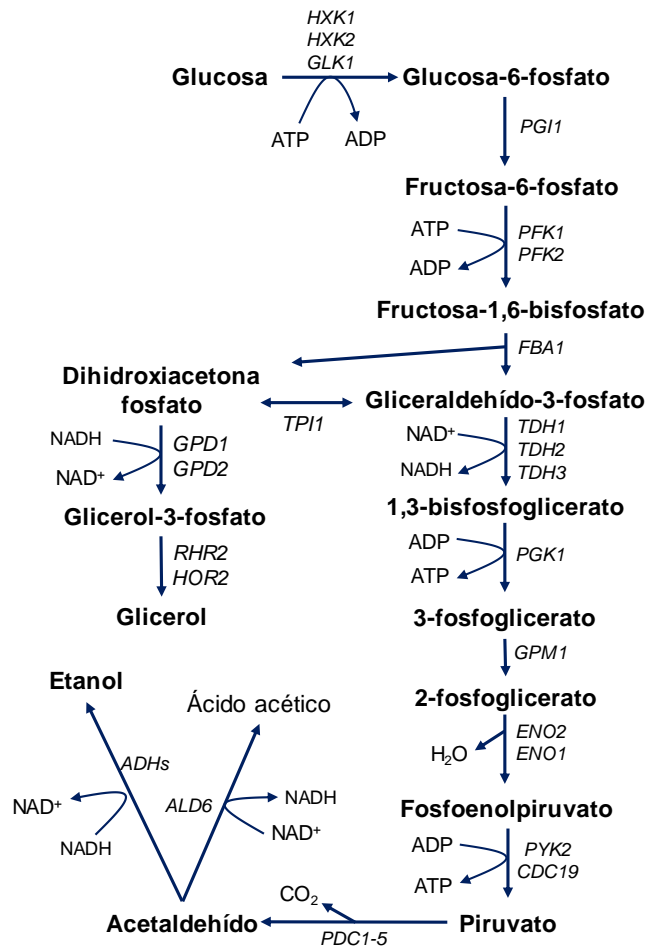 HXK1
HXK2
GLK1
Glucosa
Glucosa-6-fosfato
ATP
ADP
PGI1
Fructosa-6-fosfato
ATP
ADP
PFK1
PFK2
Fructosa-1,6-bisfosfato
FBA1
Dihidroxiacetona
fosfato
TPI1
Gliceraldehído-3-fosfato
NADH
NAD+
GPD1
GPD2
NAD+
NADH
TDH1
TDH2
TDH3
Glicerol-3-fosfato
1,3-bisfosfoglicerato
RHR2
HOR2
ADP
ATP
PGK1
Glicerol
3-fosfoglicerato
GPM1
Etanol
Ácido acético
2-fosfoglicerato
H2O
ENO2
ENO1
ADHs
NAD+
NADH
ALD6
NADH
NAD+
Fosfoenolpiruvato
ADP
ATP
PYK2
CDC19
CO2
Acetaldehído
PDC1-5
Piruvato